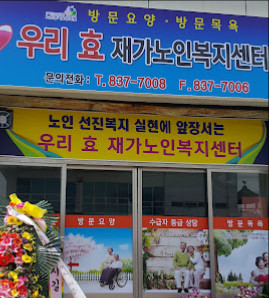 방문요양 · 방문목욕
우리 효 재가노인복지센터
문의전화: T. 837-7008 F. 837-7006
노인 선진복지 실현에 앞장서는
우리 효 재가노인복지센터
방문요양
수급자 등급 상담
방문목욕